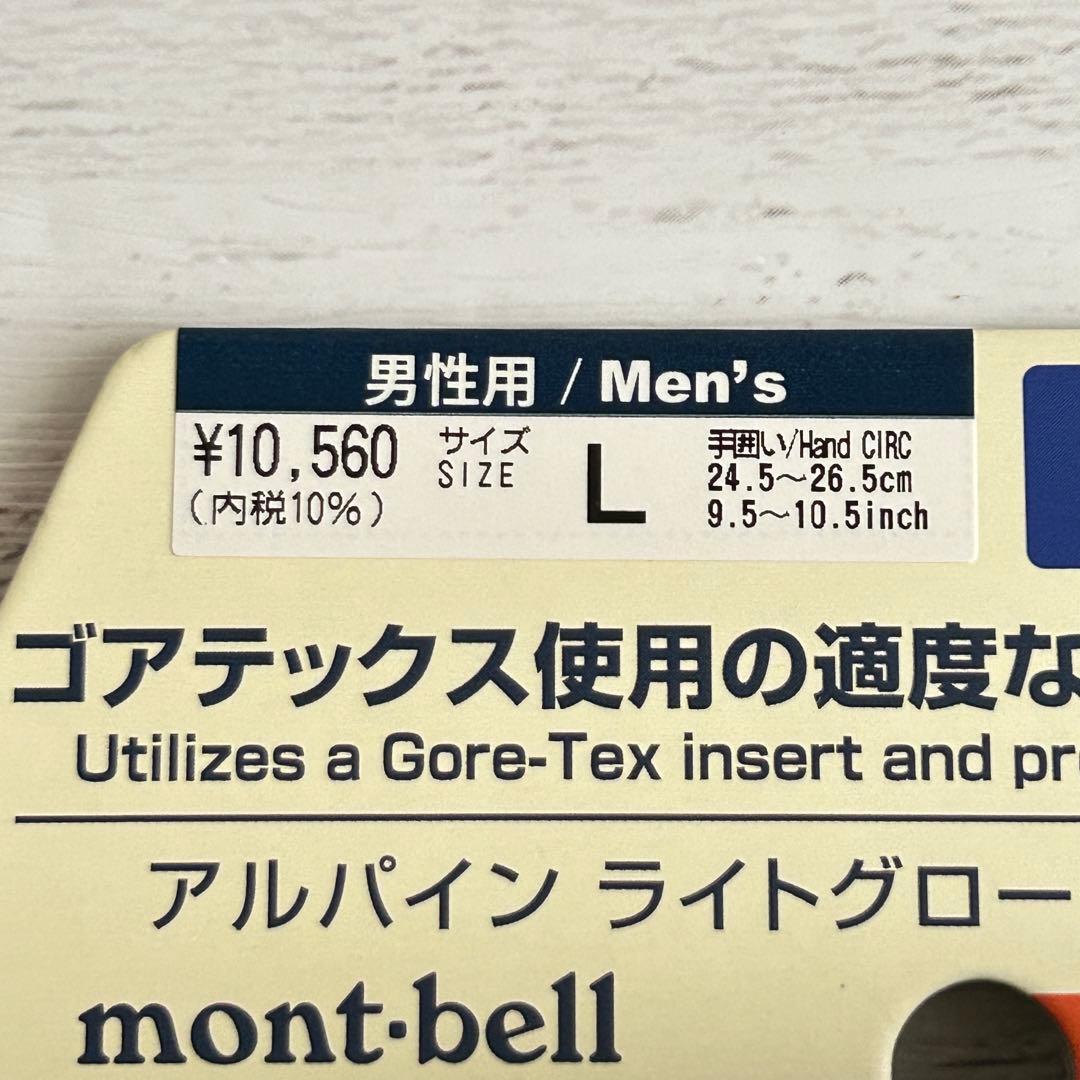 男性用 / Men's
¥10,560
(内税10%)
サイズ
SIZE
L
手囲い/Hand CIRC
24.5〜26.5cm
9.5〜10.5inch
ゴアテックス使用の適度な
Utilizes a Gore-Tex insert and pr
アルパイン ライトグロー
mont·bell